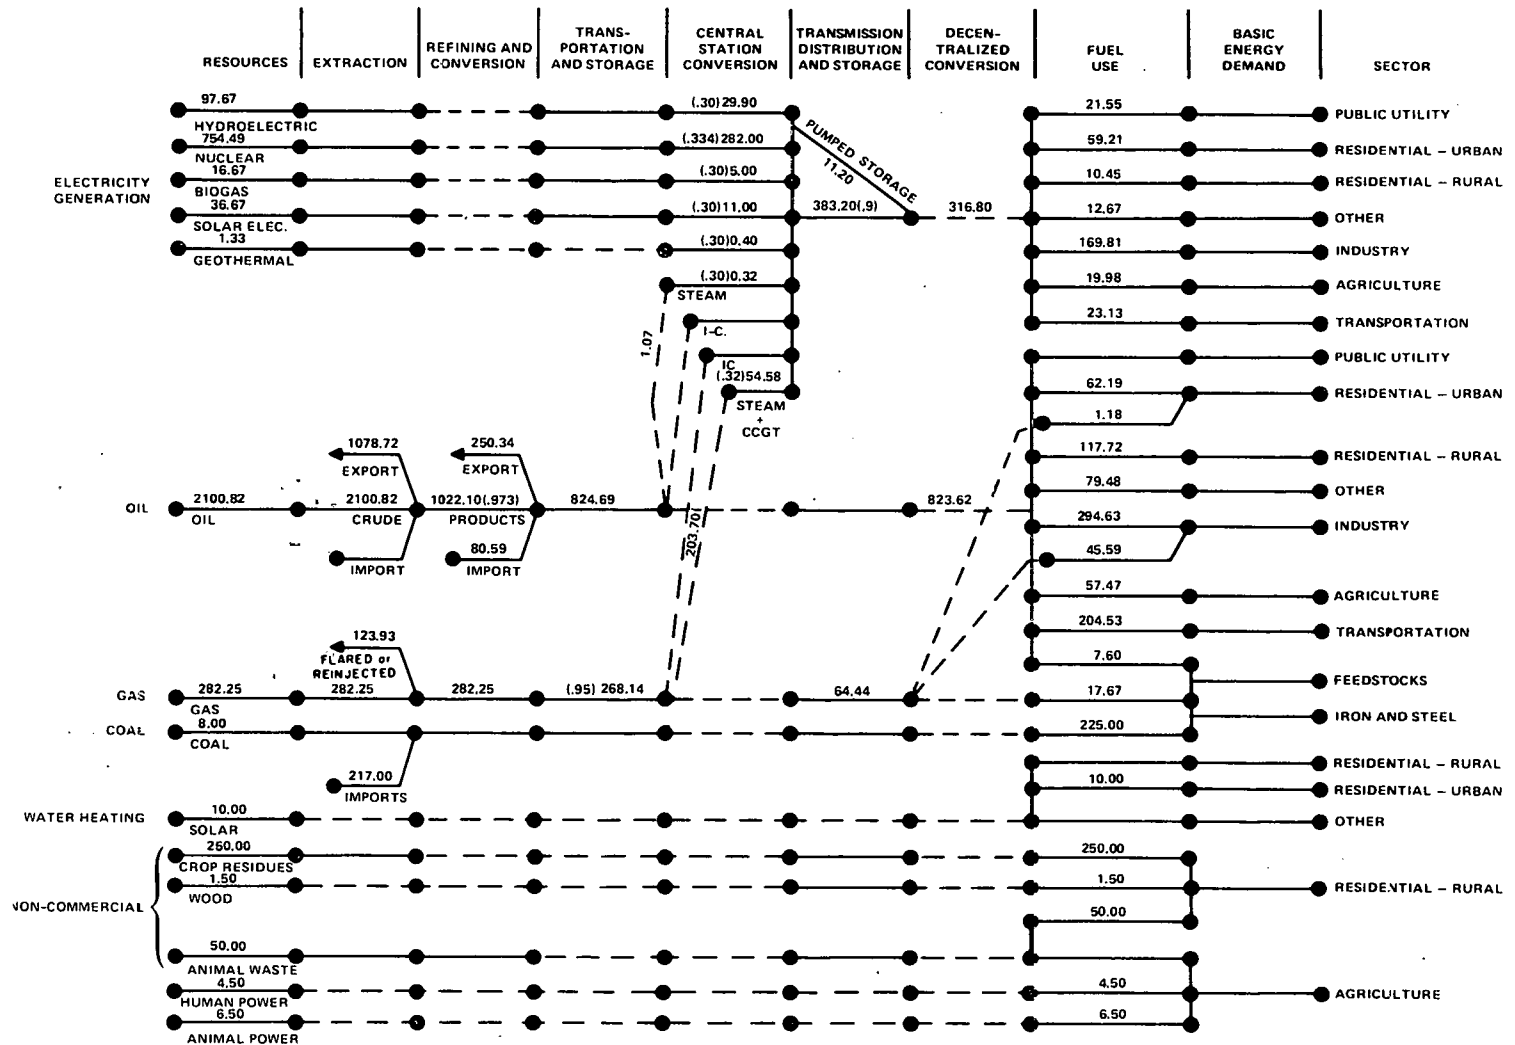 RESOURCES
EXTRACTION
REFINING AND
CONVERSION
TRANS-
PORTATION
AND STORAGE
CENTRAL
STATION
CONVERSION
TRANSMISSION
DISTRIBUTION
AND STORAGE
DECEN-
TRALIZED
CONVERSION
FUEL
USE
BASIC
ENERGY
DEMAND
SECTOR
ELECTRICITY
GENERATION
97.67
HYDROELECTRIC
(.30)29.90
21.55
PUBLIC UTILITY
754.49
NUCLEAR
(.334)282.00
PUMPED STORAGE
11.20
59.21
RESIDENTIAL – URBAN
16.67
BIOGAS
(.30)5.00
10.45
RESIDENTIAL – RURAL
36.67
SOLAR ELEC.
(.30)11.00
383.20(.9)
316.80
12.67
OTHER
1.33
GEOTHERMAL
(.30)0.40
169.81
INDUSTRY
(.30)0.32
STEAM
19.98
AGRICULTURE
1.07
I-C.
23.13
TRANSPORTATION
IC
PUBLIC UTILITY
(.32)54.58
STEAM
+
CCGT
62.19
RESIDENTIAL – URBAN
1.18
1078.72
EXPORT
250.34
EXPORT
117.72
RESIDENTIAL – RURAL
79.48
OTHER
OIL
2100.82
OIL
2100.82
CRUDE
1022.10(.973)
PRODUCTS
824.69
203.70
823.62
294.63
INDUSTRY
IMPORT
80.59
IMPORT
45.59
57.47
AGRICULTURE
204.53
TRANSPORTATION
123.93
FLARED or
REINJECTED
7.60
FEEDSTOCKS
GAS
282.25
GAS
282.25
282.25
(.95) 268.14
64.44
17.67
IRON AND STEEL
COAL
8.00
COAL
225.00
217.00
IMPORTS
RESIDENTIAL – RURAL
10.00
RESIDENTIAL – URBAN
WATER HEATING
10.00
SOLAR
OTHER
NON-COMMERCIAL
250.00
CROP RESIDUES
250.00
1.50
WOOD
1.50
RESIDENTIAL – RURAL
50.00
50.00
ANIMAL WASTE
4.50
HUMAN POWER
4.50
AGRICULTURE
6.50
ANIMAL POWER
6.50